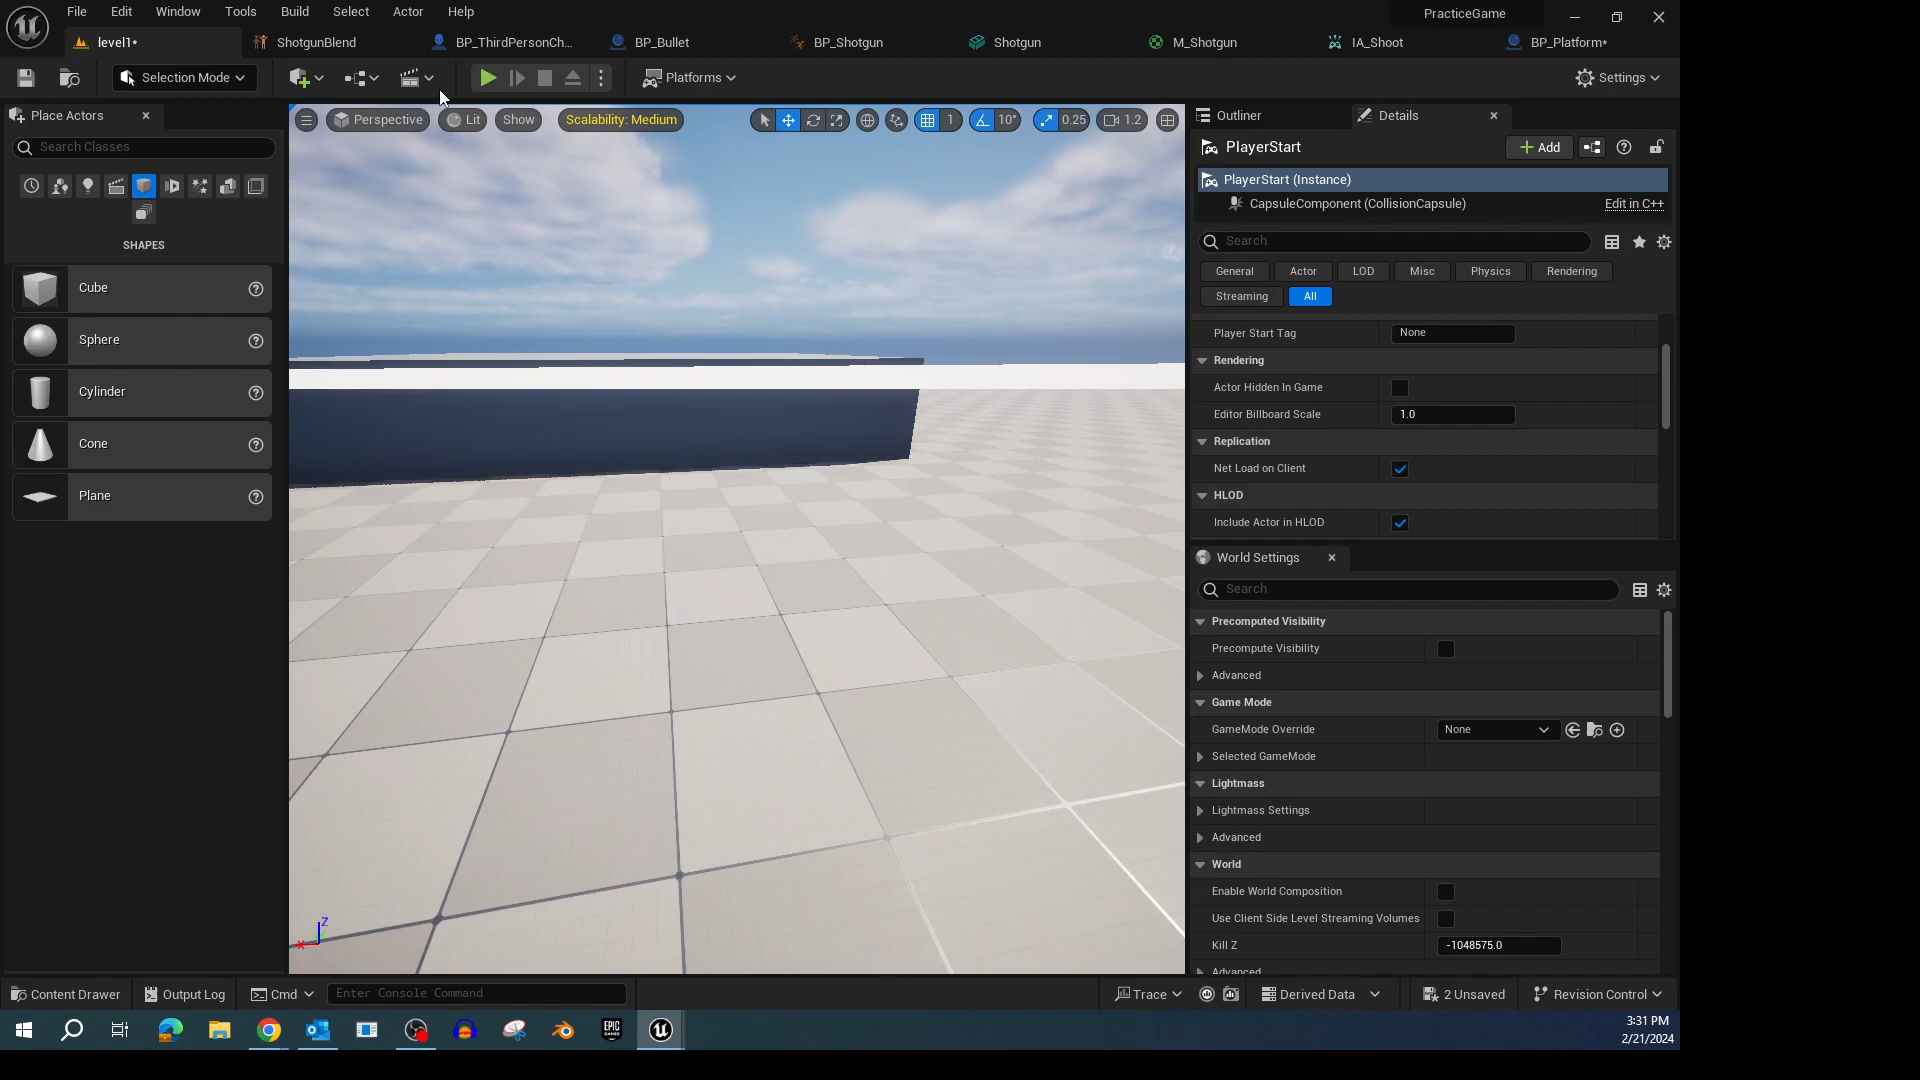 File Edit Window Tools Build Select Actor Help PracticeGame
level1* ShotgunBlend BP_ThirdPersonCh... BP_Bullet BP_Shotgun Shotgun M_Shotgun IA_Shoot BP_Platform*
Selection Mode Platforms Settings
Place Actors
Search Classes
SHAPES
Cube
Sphere
Cylinder
Cone
Plane
Perspective Lit Show Scalability: Medium 1 10° 0.25 1.2
Z
X
Outliner Details
PlayerStart Add
PlayerStart (Instance)
CapsuleComponent (CollisionCapsule) Edit in C++
Search
General Actor LOD Misc Physics Rendering
Streaming All
Player Start Tag None
Rendering
Actor Hidden In Game
Editor Billboard Scale 1.0
Replication
Net Load on Client
HLOD
Include Actor in HLOD
World Settings
Search
Precomputed Visibility
Precompute Visibility
Advanced
Game Mode
GameMode Override None
Selected GameMode
Lightmass
Lightmass Settings
Advanced
World
Enable World Composition
Use Client Side Level Streaming Volumes
Kill Z -1048575.0
Advanced
Content Drawer Output Log Cmd Enter Console Command Trace Derived Data 2 Unsaved Revision Control
EPIC GAMES
3:31 PM
2/21/2024